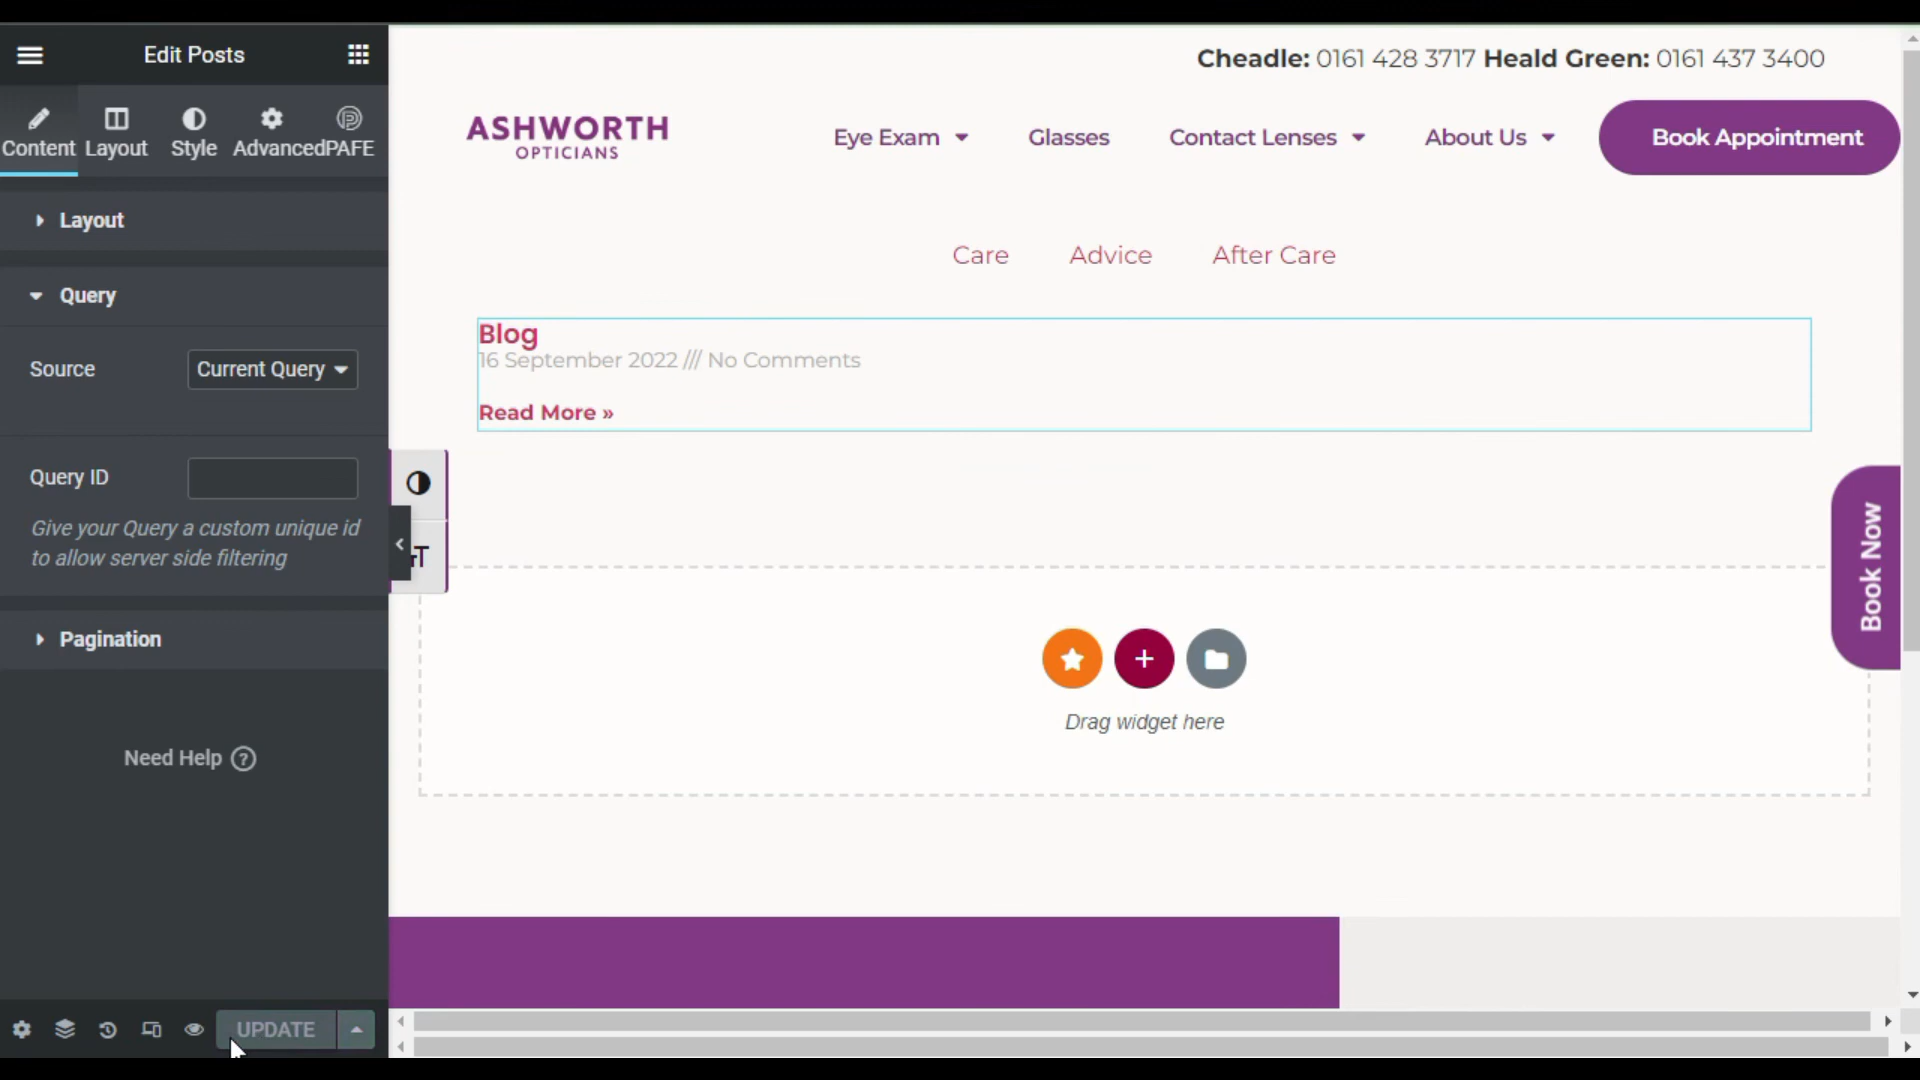 Edit Posts
Content Layout Style Advanced PAFE
Layout
Query
Source Current Query
Query ID
Give your Query a custom unique id
to allow server side filtering
Pagination
Need Help ?
UPDATE
Cheadle: 0161 428 3717 Heald Green: 0161 437 3400
ASHWORTH
OPTICIANS
Eye Exam Glasses Contact Lenses About Us Book Appointment
Care Advice After Care
Blog
16 September 2022 /// No Comments
Read More »
Drag widget here
Book Now